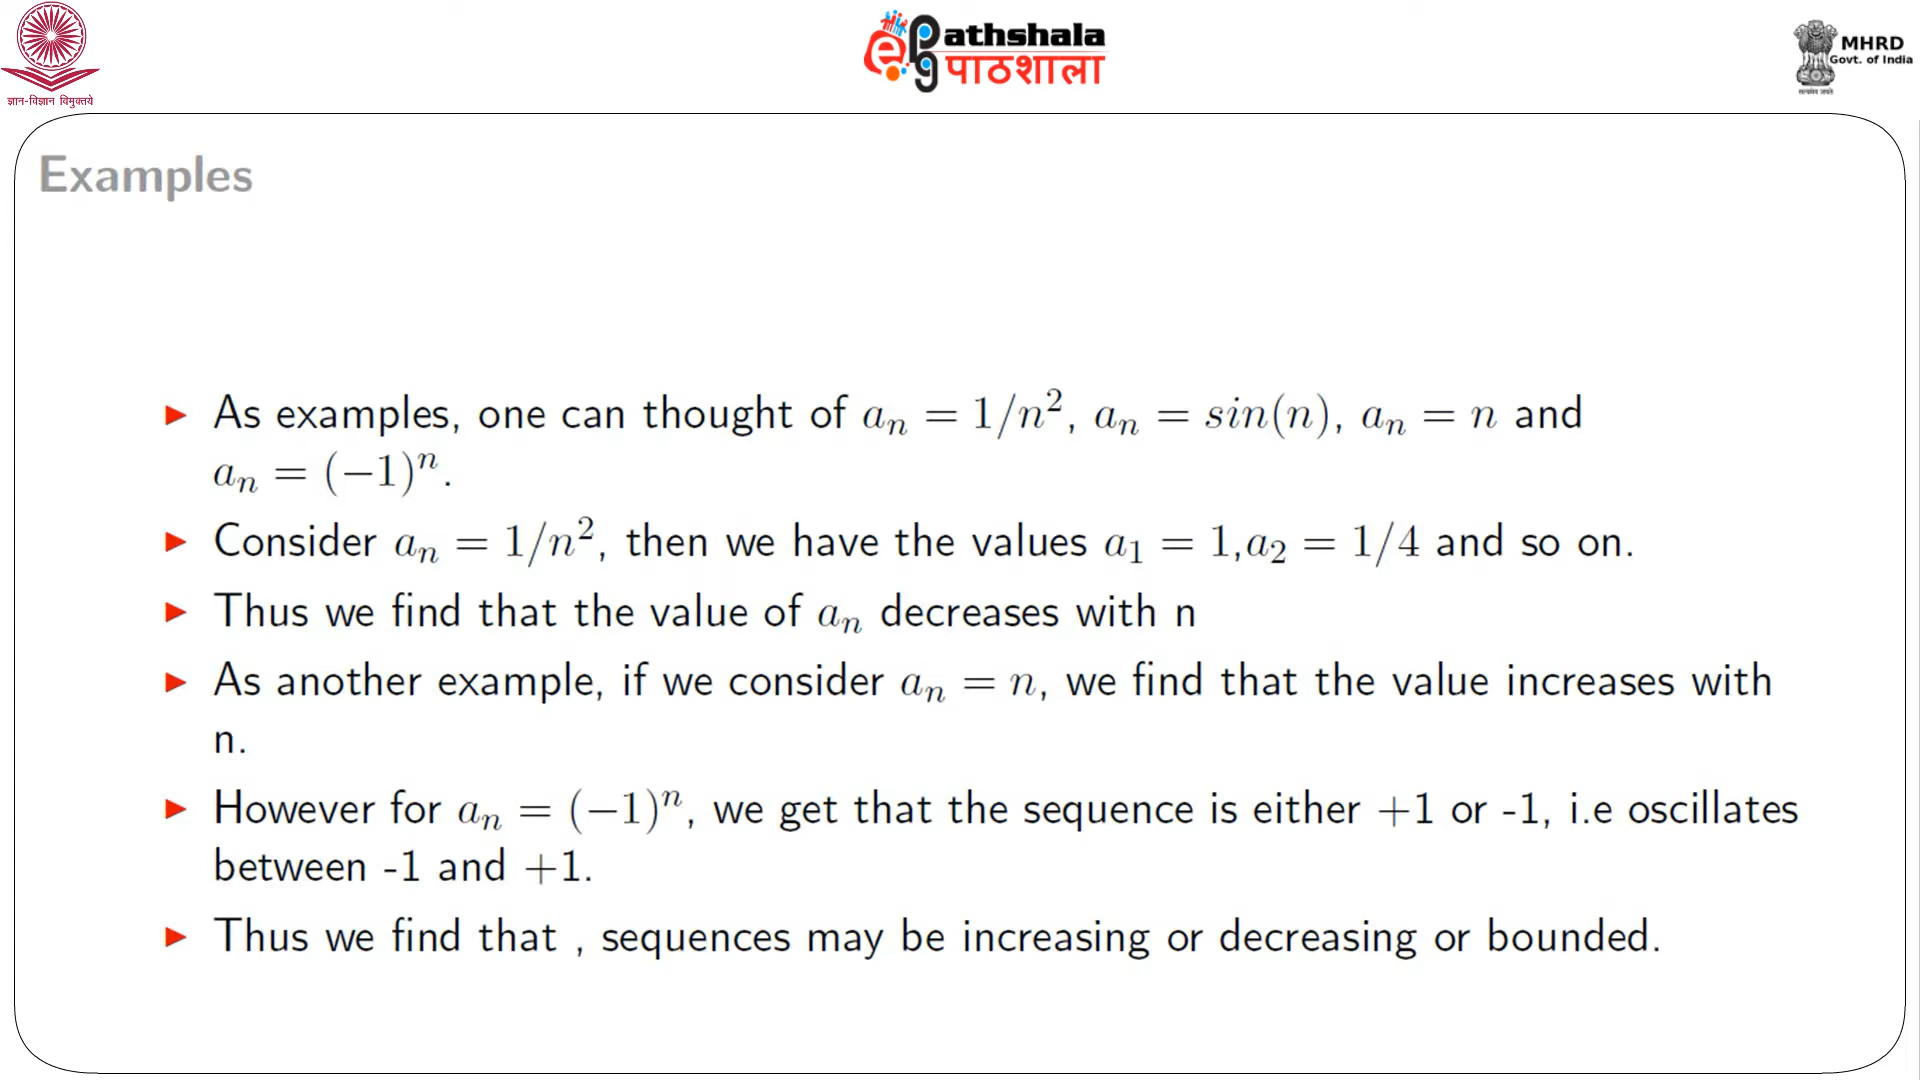 ज्ञान-विज्ञान विमुक्तये
ePg athshala
पाठशाला
MHRD
Govt. of India
सत्यमेव जयते
Examples
► As examples, one can thought of aₙ = 1/n², aₙ = sin(n), aₙ = n and
aₙ = (−1)ⁿ.
► Consider aₙ = 1/n², then we have the values a₁ = 1,a₂ = 1/4 and so on.
► Thus we find that the value of aₙ decreases with n
► As another example, if we consider aₙ = n, we find that the value increases with
n.
► However for aₙ = (−1)ⁿ, we get that the sequence is either +1 or -1, i.e oscillates
between -1 and +1.
► Thus we find that , sequences may be increasing or decreasing or bounded.